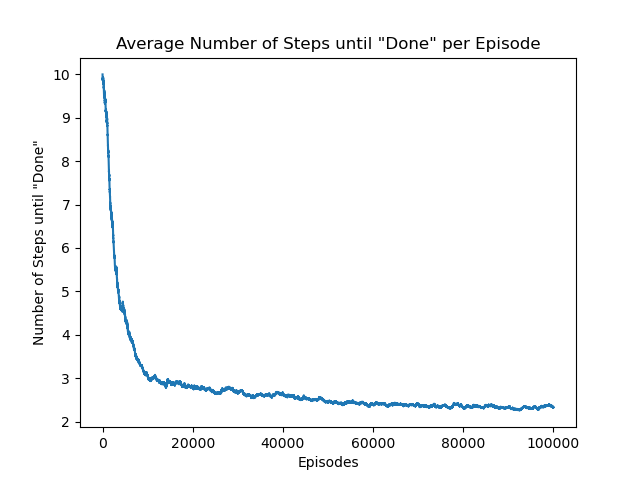 Average Number of Steps until "Done" per Episode
Number of Steps until "Done"
10
9
8
7
6
5
4
3
2
0 20000 40000 60000 80000 100000
Episodes